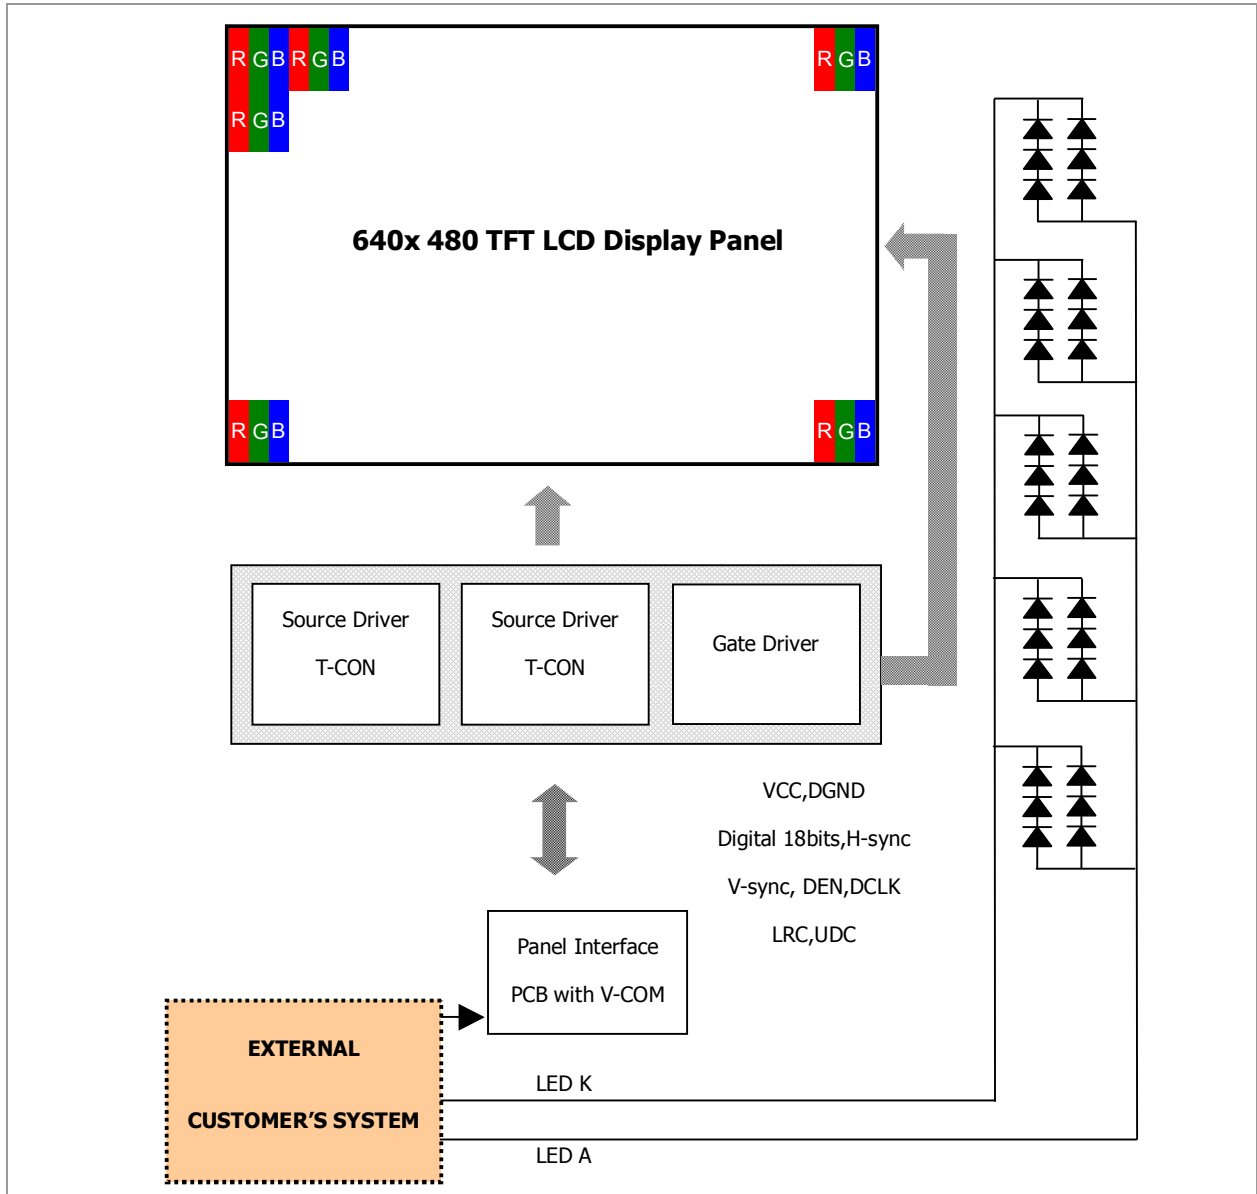 RGBRGB RGB
RGB
640x 480 TFT LCD Display Panel
RGB RGB
Source Driver
T-CON
Source Driver
T-CON
Gate Driver
VCC,DGND
Digital 18bits,H-sync
V-sync, DEN,DCLK
LRC,UDC
Panel Interface
PCB with V-COM
EXTERNAL
CUSTOMER’S SYSTEM
LED K
LED A